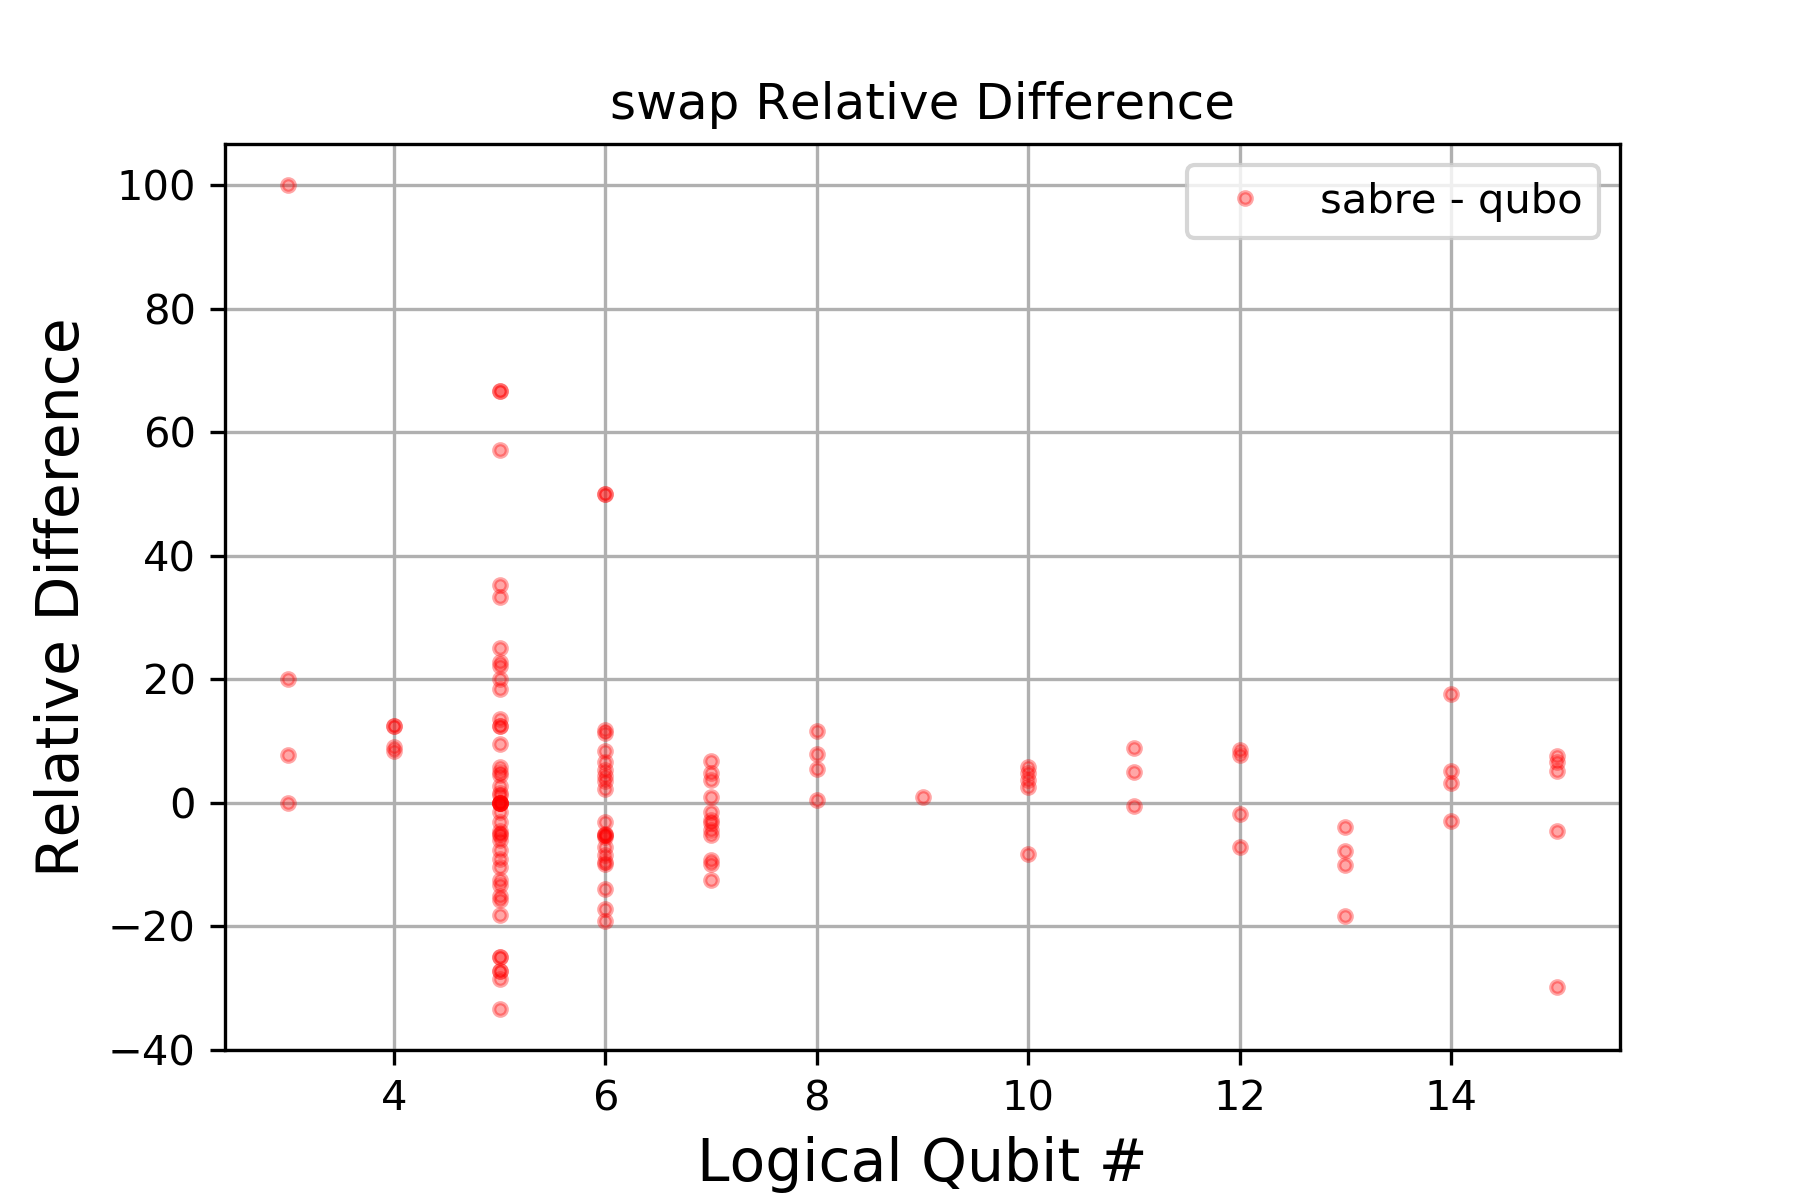 swap Relative Difference
sabre - qubo
Relative Difference
100
80
60
40
20
0
−20
−40
4 6 8 10 12 14
Logical Qubit #